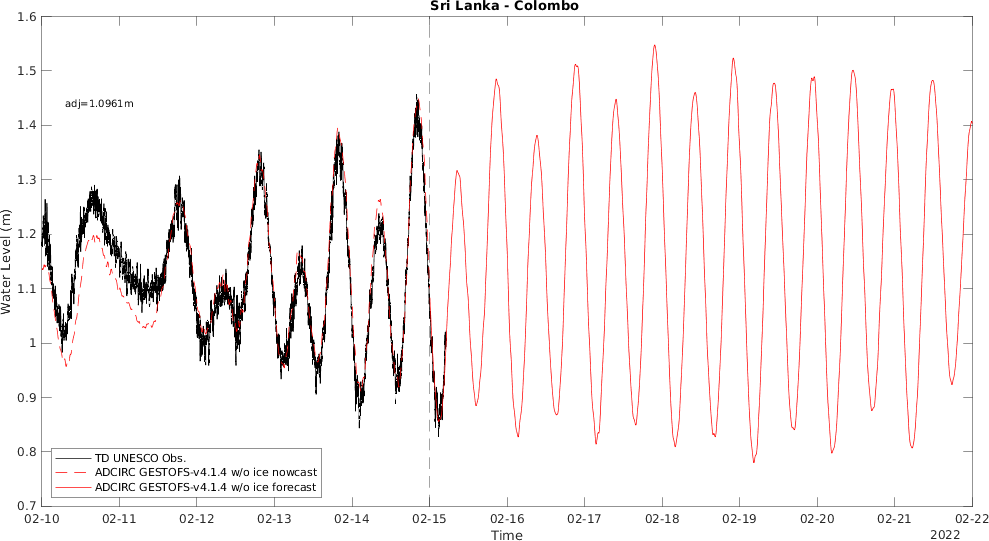 Sri Lanka - Colombo
1.6
1.5
1.4
1.3
1.2
1.1
1
0.9
0.8
0.7
Water Level (m)
adj=1.0961m
TD UNESCO Obs.
ADCIRC GESTOFS-v4.1.4 w/o ice nowcast
ADCIRC GESTOFS-v4.1.4 w/o ice forecast
02-10 02-11 02-12 02-13 02-14 02-15 02-16 02-17 02-18 02-19 02-20 02-21 02-22
Time
2022